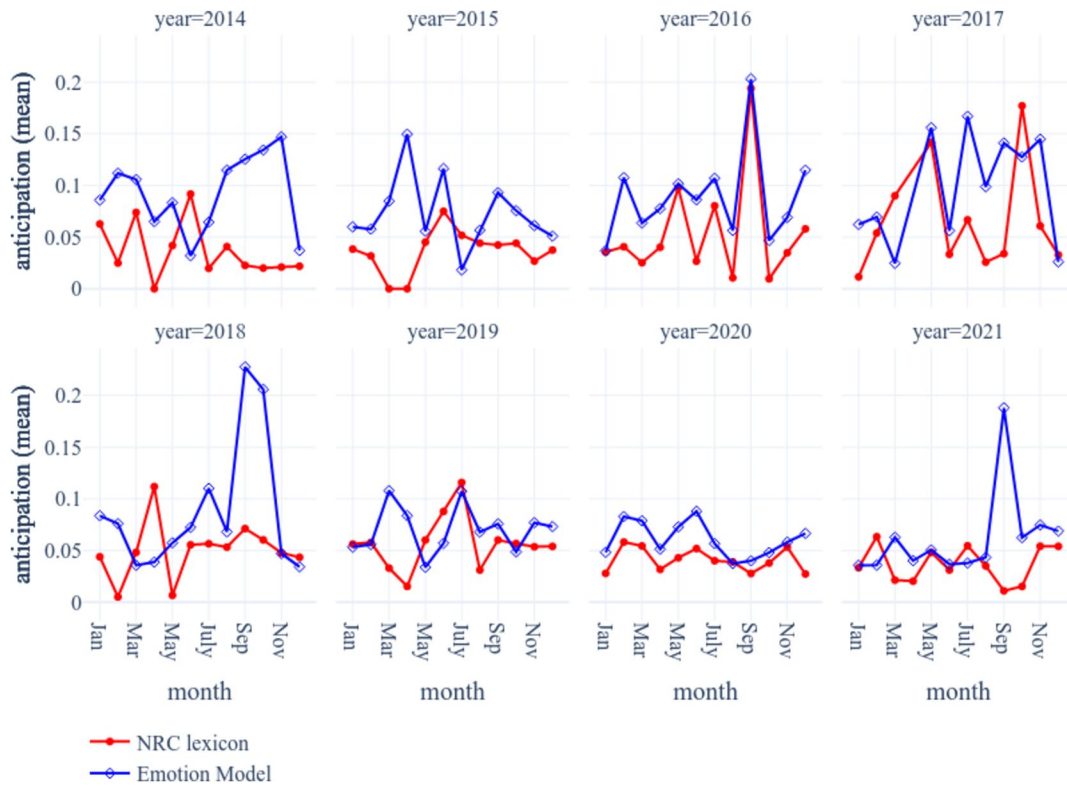 year=2014 year=2015 year=2016 year=2017
anticipation (mean)
0.2
0.15
0.1
0.05
0
year=2018 year=2019 year=2020 year=2021
anticipation (mean)
0.2
0.15
0.1
0.05
0
Jan Mar May July Sep Nov Jan Mar May July Sep Nov Jan Mar May July Sep Nov Jan Mar May July Sep Nov
month month month month
NRC lexicon
Emotion Model